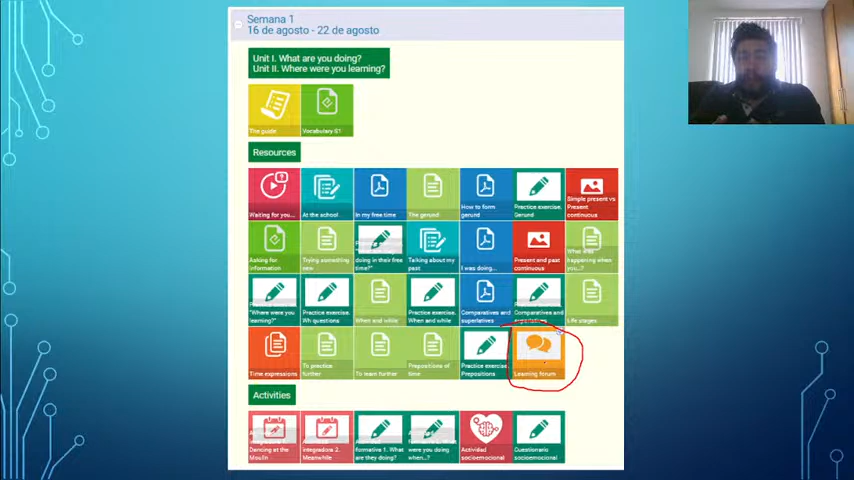 Semana 1
16 de agosto - 22 de agosto
Unit I. What are you doing?
Unit II. Where were you learning?
The guide
Vocabulary S1
Resources
Waiting for you...
At the school
In my free time
The gerund
How to form
gerund
Practice exercise.
Gerund
Simple present vs
Present
continuous
Asking for
information
Trying something
new
doing in their free
time?"
Talking about my
past
I was doing...
Present and past
continuous
What was
happening when
you...?
"Where were you
learning?"
Practice exercise.
Wh questions
When and while
Practice exercise.
When and while
Comparatives and
superlatives
Comparatives and
Life stages
Time expressions
To practice
further
To learn further
Prepositions of
time
Practice exercise.
Prepositions
Learning forum
Activities
Dancing at the
Moulin
integradora 2.
Meanwhile
formativa 1. What
are they doing?
formativa 2. What
were you doing
when...?
Actividad
socioemocional
Cuestionario
socioemocional